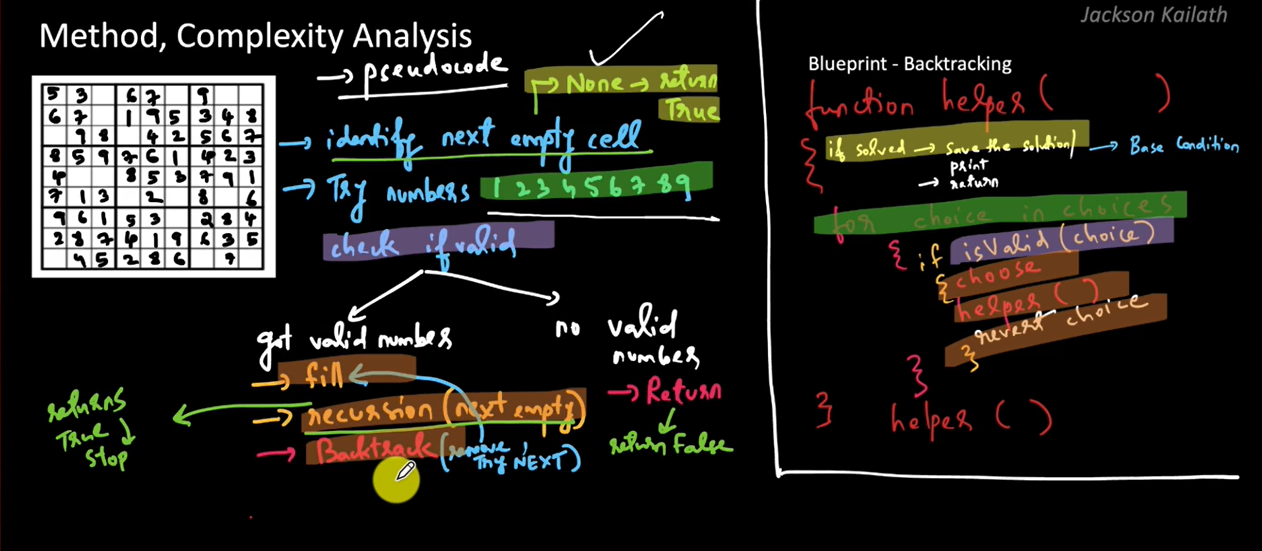 Jackson Kailath
Method, Complexity Analysis
→ pseudocode
→ None → return
True
→ identify next empty cell
→ Try numbers 1 2 3 4 5 6 7 8 9
check if valid
5 3 6 7 9
6 7 1 9 5 3 4 8
9 8 4 2 5 6 7
8 5 9 7 6 1 4 2 3
4 8 5 3 7 9 1
7 1 3 2 8 6
9 6 1 5 3 2 8 4
2 8 7 4 1 9 6 3 5
4 5 2 8 6 7
got valid number
→ fill
→ recursion (next empty)
→ Backtrack (remove, Try NEXT)
returns
True
Stop
no valid
number
→ Return
return False
Blueprint - Backtracking
function helper ( )
{ if solved → save the solution/ → Base Condition
print
→ return
for choice in choices
{ if isValid (choice)
{ choose
helper ( )
revert choice
}
}
} helper ( )